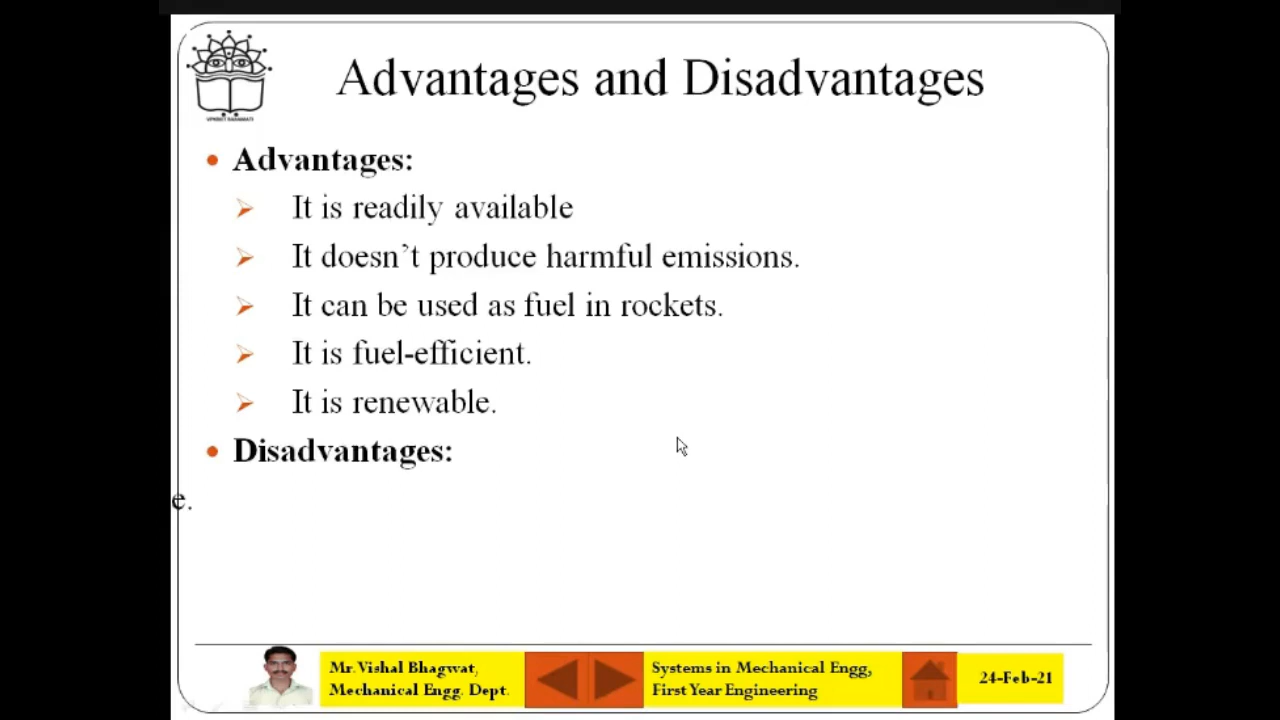 Advantages and Disadvantages
Advantages:
It is readily available
It doesn't produce harmful emissions.
It can be used as fuel in rockets.
It is fuel-efficient.
It is renewable.
Disadvantages:
e.
Mr. Vishal Bhagwat,
Mechanical Engg. Dept.
Systems in Mechanical Engg,
First Year Engineering
24-Feb-21